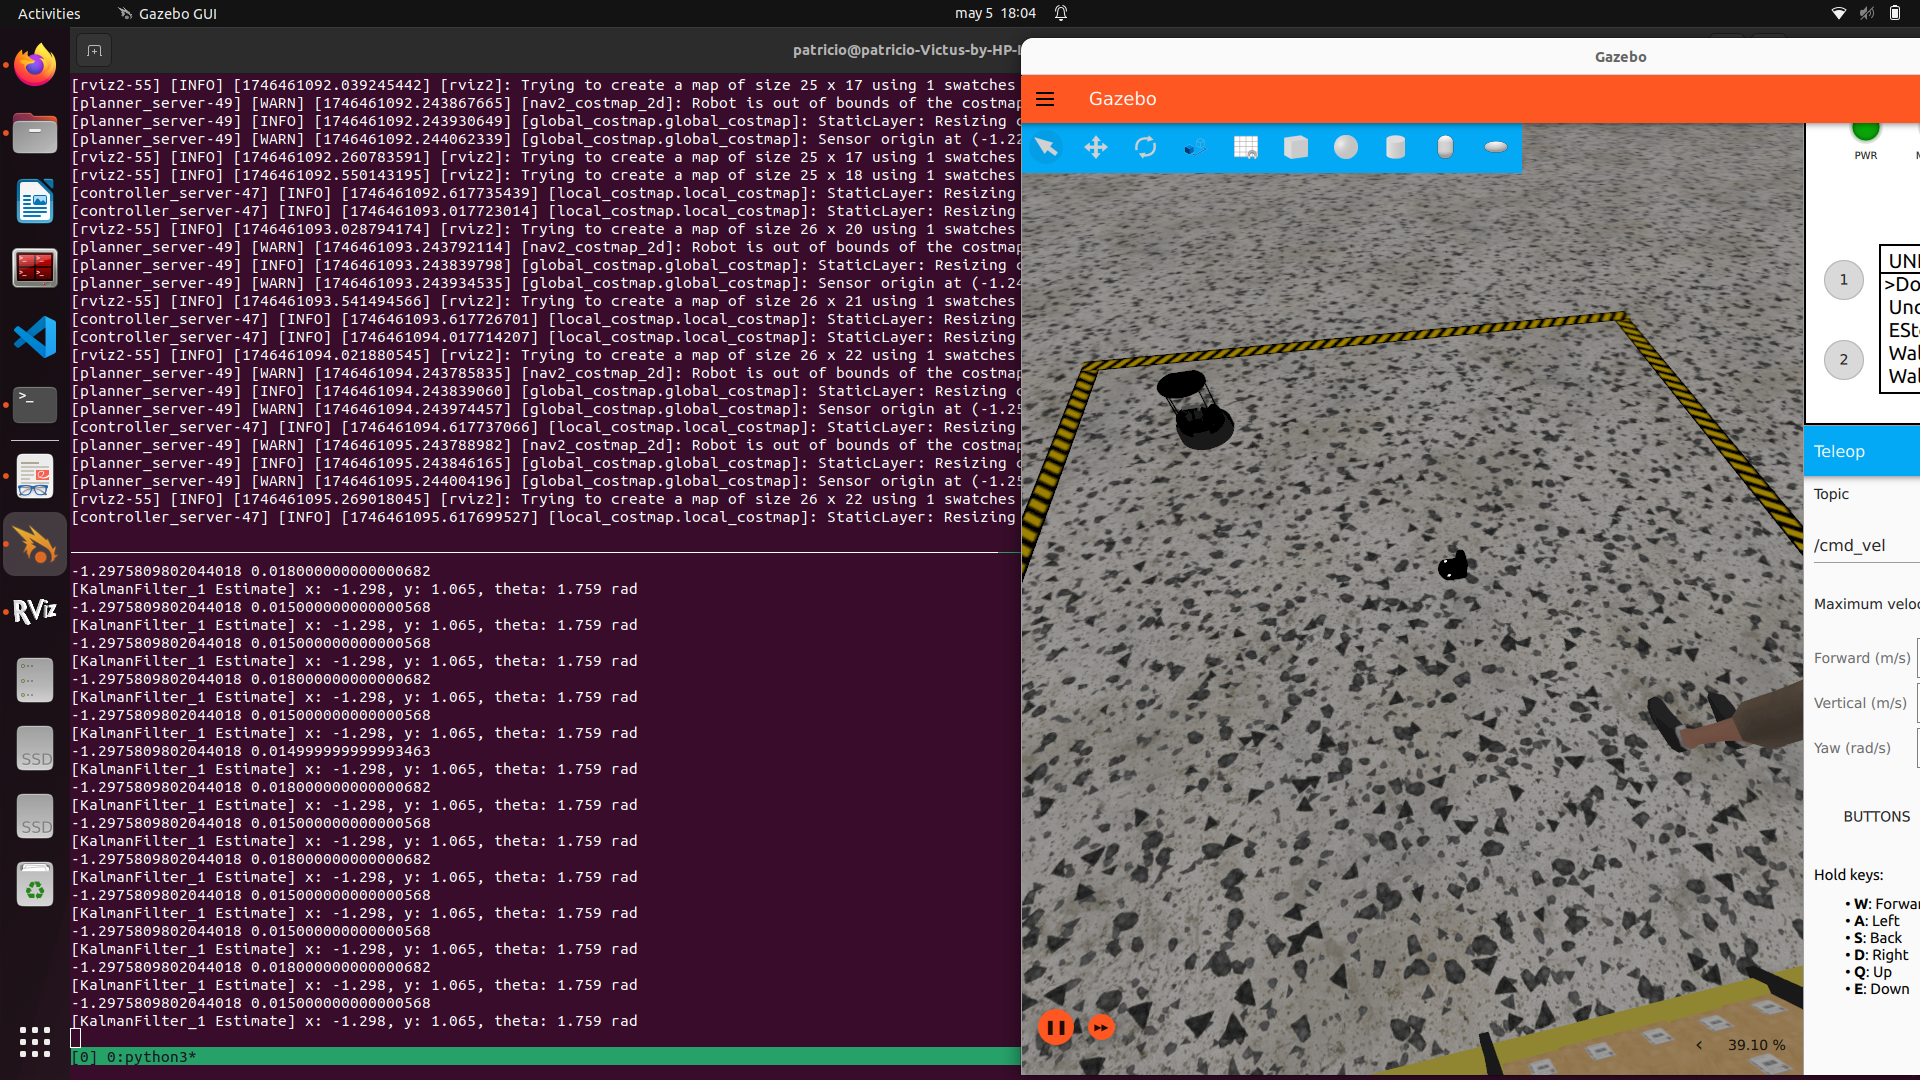 Activities
Gazebo GUI
may 5 18:04
patricio@patricio-Victus-by-HP-
[rviz2-55] [INFO] [1746461092.039245442] [rviz2]: Trying to create a map of size 25 x 17 using 1 swatches
[planner_server-49] [WARN] [1746461092.243867665] [nav2_costmap_2d]: Robot is out of bounds of the costmap
[planner_server-49] [INFO] [1746461092.243930649] [global_costmap.global_costmap]: StaticLayer: Resizing c
[planner_server-49] [WARN] [1746461092.244062339] [global_costmap.global_costmap]: Sensor origin at (-1.22
[rviz2-55] [INFO] [1746461092.260783591] [rviz2]: Trying to create a map of size 25 x 17 using 1 swatches
[rviz2-55] [INFO] [1746461092.550143195] [rviz2]: Trying to create a map of size 25 x 18 using 1 swatches
[controller_server-47] [INFO] [1746461092.617735439] [local_costmap.local_costmap]: StaticLayer: Resizing
[controller_server-47] [INFO] [1746461093.017723014] [local_costmap.local_costmap]: StaticLayer: Resizing
[rviz2-55] [INFO] [1746461093.028794174] [rviz2]: Trying to create a map of size 26 x 20 using 1 swatches
[planner_server-49] [WARN] [1746461093.243792114] [nav2_costmap_2d]: Robot is out of bounds of the costmap
[planner_server-49] [INFO] [1746461093.243839798] [global_costmap.global_costmap]: StaticLayer: Resizing c
[planner_server-49] [WARN] [1746461093.243934535] [global_costmap.global_costmap]: Sensor origin at (-1.24
[rviz2-55] [INFO] [1746461093.541494566] [rviz2]: Trying to create a map of size 26 x 21 using 1 swatches
[controller_server-47] [INFO] [1746461093.617726701] [local_costmap.local_costmap]: StaticLayer: Resizing
[controller_server-47] [INFO] [1746461094.017714207] [local_costmap.local_costmap]: StaticLayer: Resizing
[rviz2-55] [INFO] [1746461094.021880545] [rviz2]: Trying to create a map of size 26 x 22 using 1 swatches
[planner_server-49] [WARN] [1746461094.243785835] [nav2_costmap_2d]: Robot is out of bounds of the costmap
[planner_server-49] [INFO] [1746461094.243839060] [global_costmap.global_costmap]: StaticLayer: Resizing c
[planner_server-49] [WARN] [1746461094.243974457] [global_costmap.global_costmap]: Sensor origin at (-1.25
[controller_server-47] [INFO] [1746461094.617737066] [local_costmap.local_costmap]: StaticLayer: Resizing
[planner_server-49] [WARN] [1746461095.243788982] [nav2_costmap_2d]: Robot is out of bounds of the costmap
[planner_server-49] [INFO] [1746461095.243846165] [global_costmap.global_costmap]: StaticLayer: Resizing c
[planner_server-49] [WARN] [1746461095.244004196] [global_costmap.global_costmap]: Sensor origin at (-1.25
[rviz2-55] [INFO] [1746461095.269018045] [rviz2]: Trying to create a map of size 26 x 22 using 1 swatches
[controller_server-47] [INFO] [1746461095.617699527] [local_costmap.local_costmap]: StaticLayer: Resizing
-1.2975809802044018 0.018000000000000682
[KalmanFilter_1 Estimate] x: -1.298, y: 1.065, theta: 1.759 rad
-1.2975809802044018 0.015000000000000568
[KalmanFilter_1 Estimate] x: -1.298, y: 1.065, theta: 1.759 rad
-1.2975809802044018 0.015000000000000568
[KalmanFilter_1 Estimate] x: -1.298, y: 1.065, theta: 1.759 rad
-1.2975809802044018 0.018000000000000682
[KalmanFilter_1 Estimate] x: -1.298, y: 1.065, theta: 1.759 rad
-1.2975809802044018 0.015000000000000568
[KalmanFilter_1 Estimate] x: -1.298, y: 1.065, theta: 1.759 rad
-1.2975809802044018 0.014999999999993463
[KalmanFilter_1 Estimate] x: -1.298, y: 1.065, theta: 1.759 rad
-1.2975809802044018 0.018000000000000682
[KalmanFilter_1 Estimate] x: -1.298, y: 1.065, theta: 1.759 rad
-1.2975809802044018 0.015000000000000568
[KalmanFilter_1 Estimate] x: -1.298, y: 1.065, theta: 1.759 rad
-1.2975809802044018 0.018000000000000682
[KalmanFilter_1 Estimate] x: -1.298, y: 1.065, theta: 1.759 rad
-1.2975809802044018 0.015000000000000568
[KalmanFilter_1 Estimate] x: -1.298, y: 1.065, theta: 1.759 rad
-1.2975809802044018 0.015000000000000568
[KalmanFilter_1 Estimate] x: -1.298, y: 1.065, theta: 1.759 rad
-1.2975809802044018 0.018000000000000682
[KalmanFilter_1 Estimate] x: -1.298, y: 1.065, theta: 1.759 rad
-1.2975809802044018 0.015000000000000568
[KalmanFilter_1 Estimate] x: -1.298, y: 1.065, theta: 1.759 rad
[0] 0:python3*
RViz
SSD
SSD
Gazebo
Gazebo
PWR
1
2
UN
>Do
Und
ESt
Wal
Wal
Teleop
Topic
/cmd_vel
Maximum veloc
Forward (m/s)
Vertical (m/s)
Yaw (rad/s)
BUTTONS
Hold keys:
• W: Forwar
• A: Left
• S: Back
• D: Right
• Q: Up
• E: Down
39.10 %